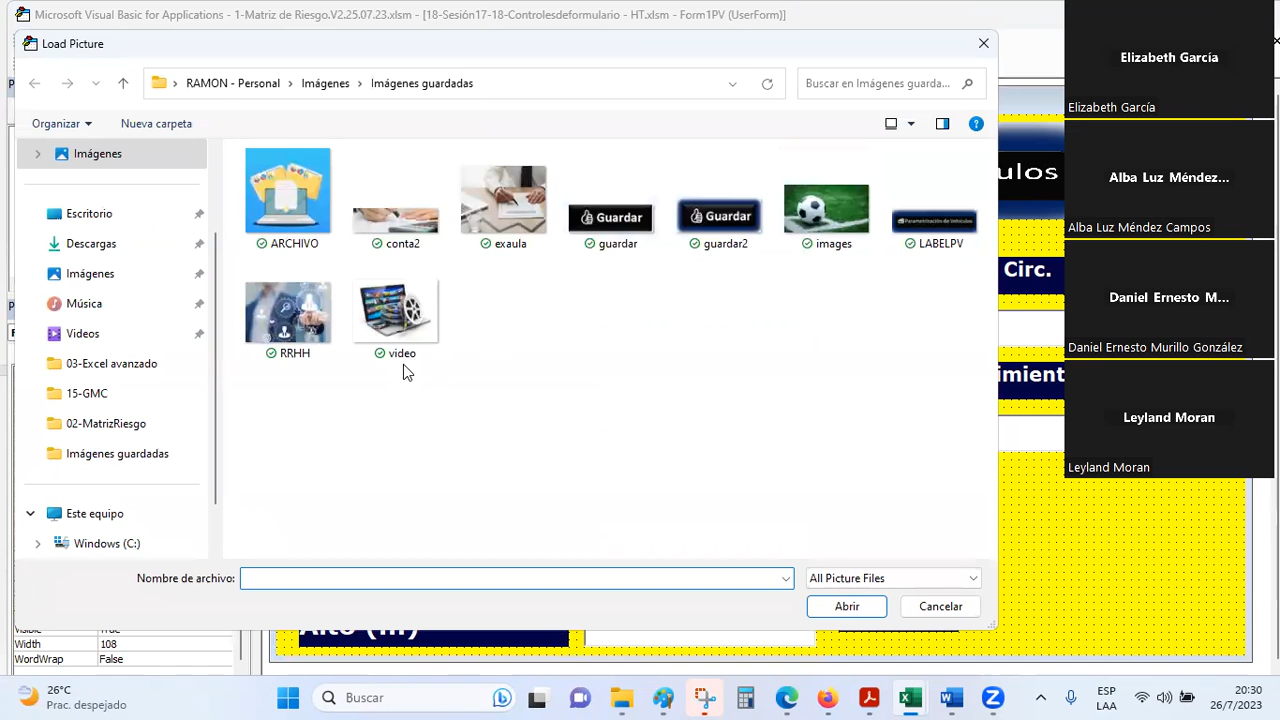 Microsoft Visual Basic for Applications - 1-Matriz de Riesgo.V2.25.07.23.xlsm - [18-Sesión17-18-Controlesdeformulario - HT.xlsm - Form1PV (UserForm)]
Load Picture
RAMON - Personal > Imágenes > Imágenes guardadas
Buscar en Imágenes guarda...
Organizar
Nueva carpeta
Imágenes
Escritorio
Descargas
Imágenes
Música
Videos
03-Excel avanzado
15-GMC
02-MatrizRiesgo
Imágenes guardadas
Este equipo
Windows (C:)
Guardar
Guardar
Parametrización de Vehículos
ARCHIVO
conta2
exaula
guardar
guardar2
images
LABELPV
RRHH
video
Nombre de archivo:
All Picture Files
Abrir
Cancelar
ulos
Circ.
imient
Alto (m)
Visible True
Width 108
WordWrap False
Elizabeth García
Elizabeth García
Alba Luz Méndez...
Alba Luz Méndez Campos
Daniel Ernesto M...
Daniel Ernesto Murillo González
Leyland Moran
Leyland Moran
26°C
Prac. despejado
Buscar
ESP
LAA
20:30
26/7/2023